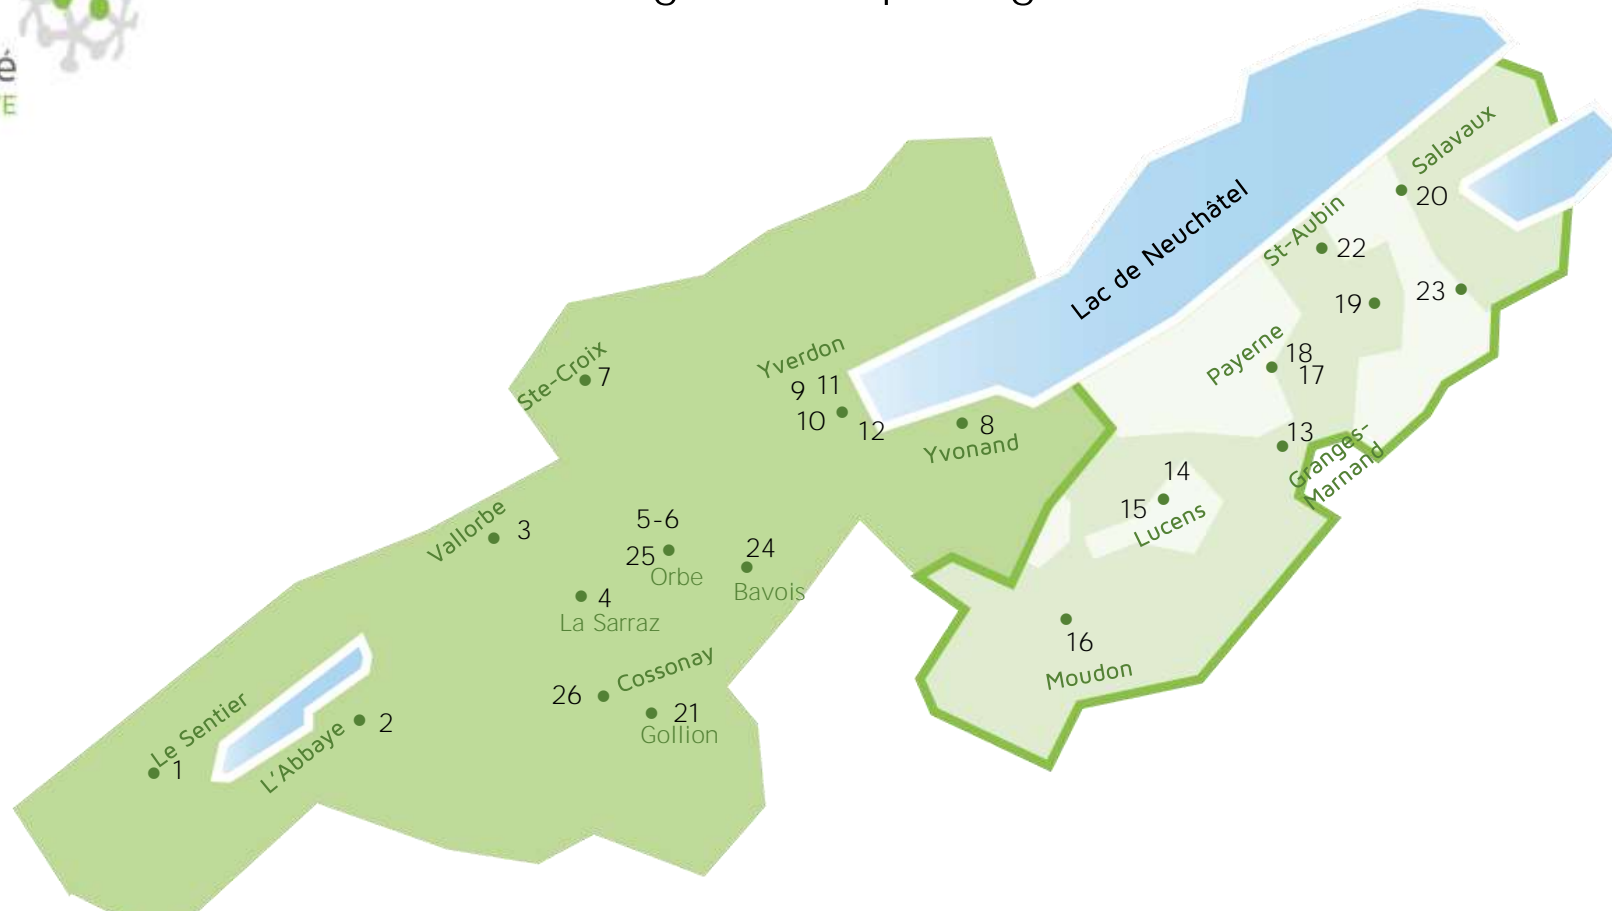 é
E
Lac de Neuchâtel
Salavaux
20
St-Aubin
22
19
23
Payerne
18
17
13
Granges-
Marnand
14
15
Lucens
16
Moudon
Ste-Croix
7
Yverdon
9 11
10
12
8
Yvonand
Vallorbe
3
5-6
25
Orbe
24
Bavois
4
La Sarraz
26
Cossonay
21
Gollion
Le Sentier
1
L'Abbaye
2